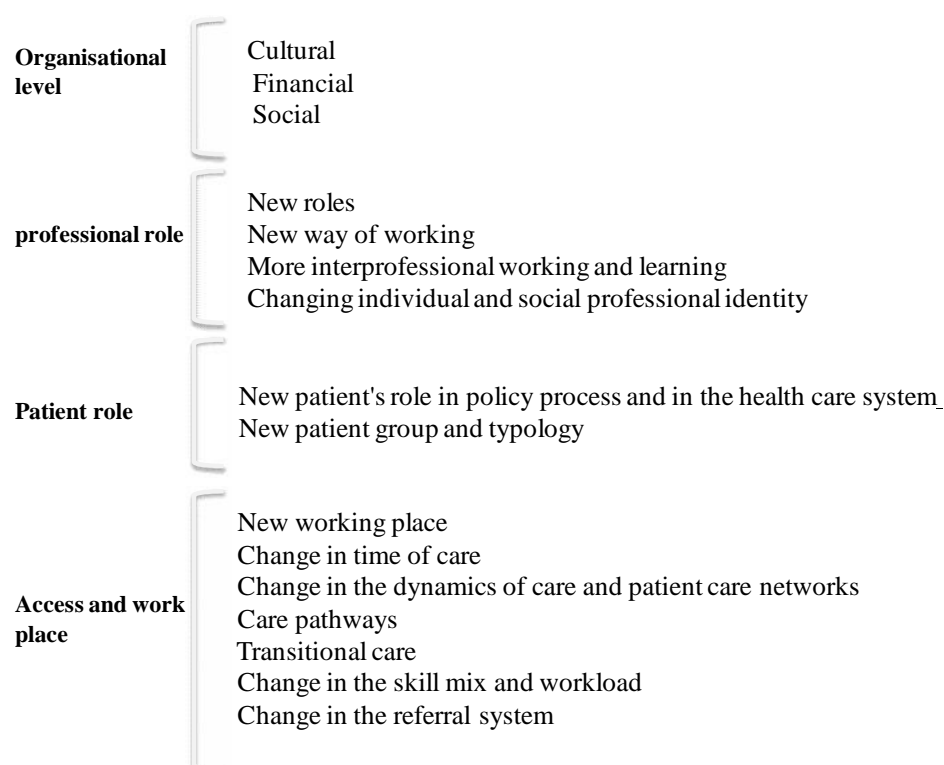 Organisational
level
Cultural
Financial
Social
professional role
New roles
New way of working
More interprofessional working and learning
Changing individual and social professional identity
Patient role
New patient's role in policy process and in the health care system_
New patient group and typology
Access and work
place
New working place
Change in time of care
Change in the dynamics of care and patient care networks
Care pathways
Transitional care
Change in the skill mix and workload
Change in the referral system